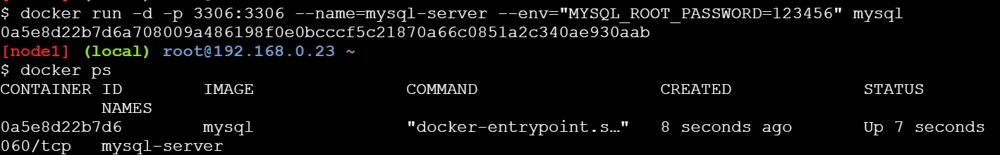 $ docker run -d -p 3306:3306 --name=mysql-server --env="MYSQL_ROOT_PASSWORD=123456" mysql
0a5e8d22b7d6a708009a486198f0e0bcccf5c21870a66c0851a2c340ae930aab
[node1] (local) root@192.168.0.23 ~
$ docker ps
CONTAINER ID        IMAGE               COMMAND                  CREATED             STATUS
          NAMES
0a5e8d22b7d6        mysql               "docker-entrypoint.s…"   8 seconds ago       Up 7 seconds
060/tcp   mysql-server